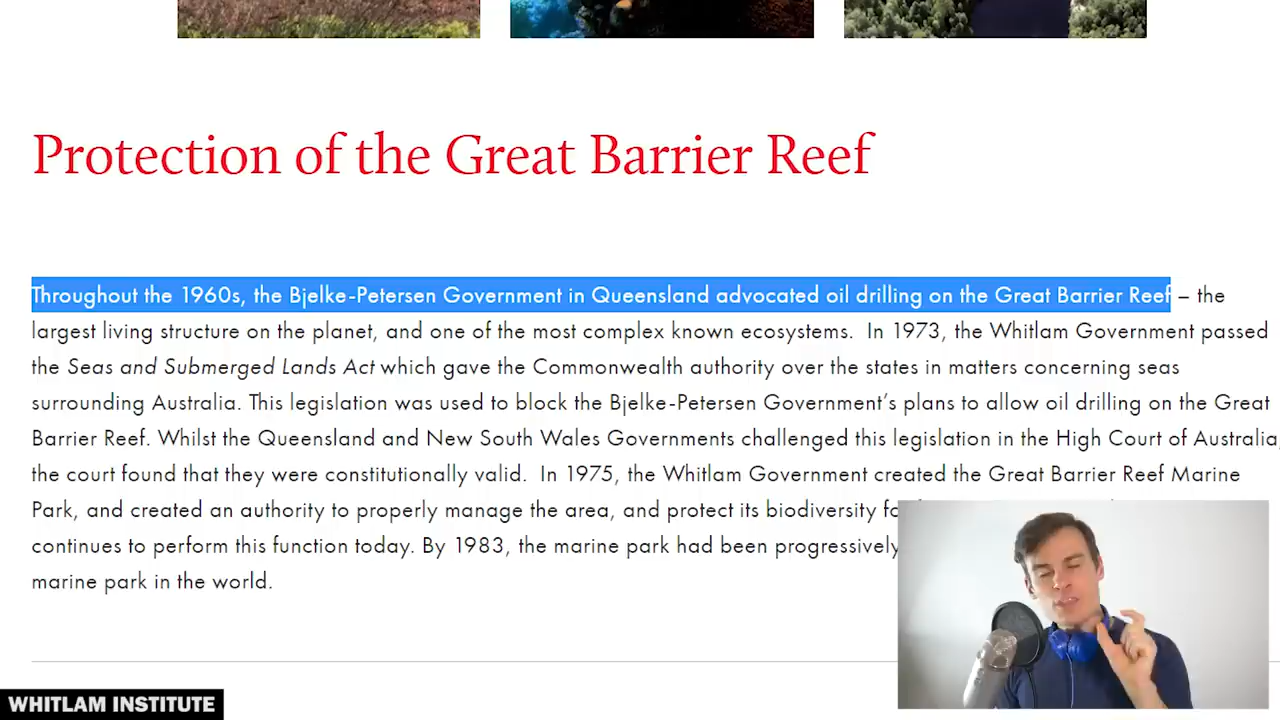 Protection of the Great Barrier Reef
Throughout the 1960s, the Bjelke-Petersen Government in Queensland advocated oil drilling on the Great Barrier Reef – the
largest living structure on the planet, and one of the most complex known ecosystems. In 1973, the Whitlam Government passed
the Seas and Submerged Lands Act which gave the Commonwealth authority over the states in matters concerning seas
surrounding Australia. This legislation was used to block the Bjelke-Petersen Government’s plans to allow oil drilling on the Great
Barrier Reef. Whilst the Queensland and New South Wales Governments challenged this legislation in the High Court of Australia,
the court found that they were constitutionally valid. In 1975, the Whitlam Government created the Great Barrier Reef Marine
Park, and created an authority to properly manage the area, and protect its biodiversity
continues to perform this function today. By 1983, the marine park had been progressively
marine park in the world.
WHITLAM INSTITUTE